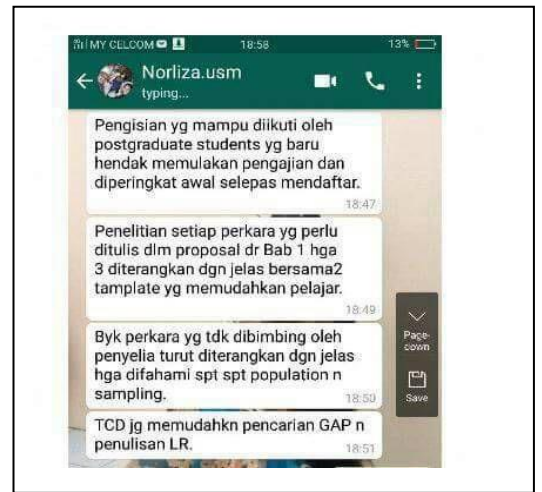 MY CELCOM 18:58 13%
Norliza.usm
typing...
Pengisian yg mampu diikuti oleh
postgraduate students yg baru
hendak memulakan pengajian dan
diperingkat awal selepas mendaftar.
18:47
Penelitian setiap perkara yg perlu
ditulis dlm proposal dr Bab 1 hga
3 diterangkan dgn jelas bersama2
tamplate yg memudahkan pelajar.
18:49
Byk perkara yg tdk dibimbing oleh
penyelia turut diterangkan dgn jelas
hga difahami spt spt population n
sampling.
18:50
TCD jg memudahkn pencarian GAP n
penulisan LR.
18:51
Page-
down
Save